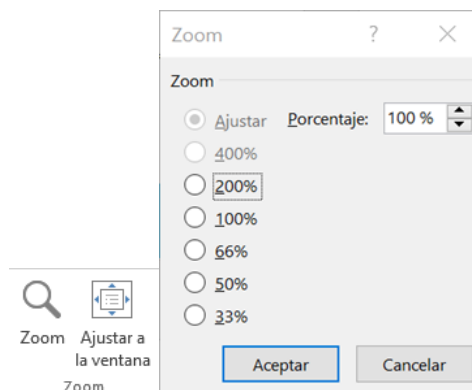 Zoom ?
Zoom
Ajustar Porcentaje: 100 %
400%
200%
100%
66%
50%
33%
Aceptar Cancelar
Zoom Ajustar a
la ventana
Zoom